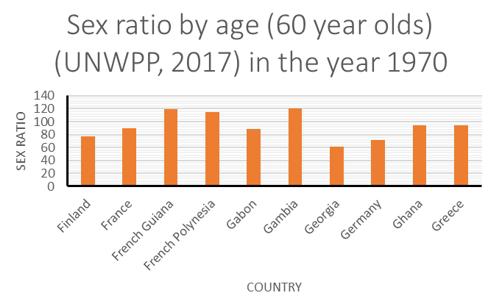 Sex ratio by age (60 year olds)
(UNWPP, 2017) in the year 1970
SEX RATIO
140
120
100
80
60
40
20
0
Finland
France
French Guiana
French Polynesia
Gabon
Gambia
Georgia
Germany
Ghana
Greece
COUNTRY